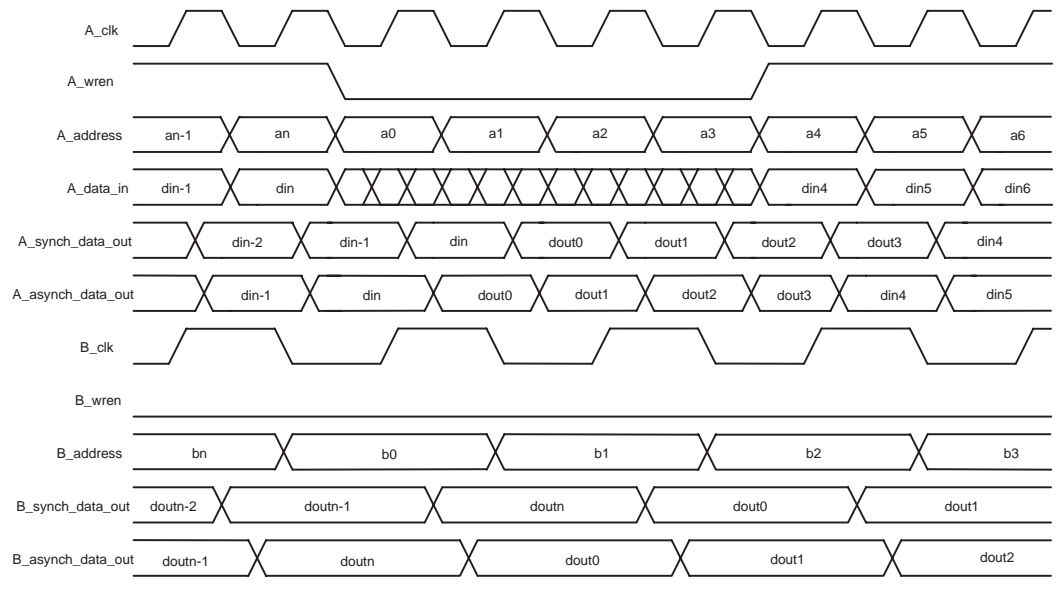 A_clk
A_wren
A_address an-1 an a0 a1 a2 a3 a4 a5 a6
A_data_in din-1 din din4 din5 din6
A_synch_data_out din-2 din-1 din dout0 dout1 dout2 dout3 din4
A_asynch_data_out din-1 din dout0 dout1 dout2 dout3 din4 din5
B_clk
B_wren
B_address bn b0 b1 b2 b3
B_synch_data_out doutn-2 doutn-1 doutn dout0 dout1
B_asynch_data_out doutn-1 doutn dout0 dout1 dout2